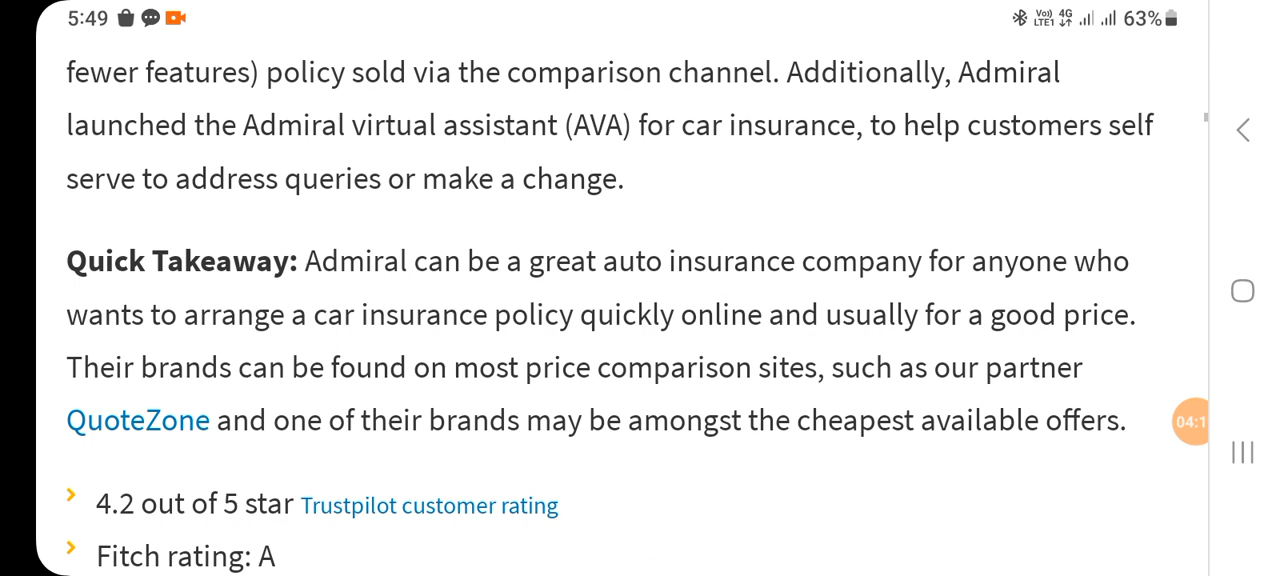 5:49 Vo) LTE1 4G 63%
fewer features) policy sold via the comparison channel. Additionally, Admiral
launched the Admiral virtual assistant (AVA) for car insurance, to help customers self
serve to address queries or make a change.
Quick Takeaway: Admiral can be a great auto insurance company for anyone who
wants to arrange a car insurance policy quickly online and usually for a good price.
Their brands can be found on most price comparison sites, such as our partner
QuoteZone and one of their brands may be amongst the cheapest available offers.
04:1
4.2 out of 5 star Trustpilot customer rating
Fitch rating: A